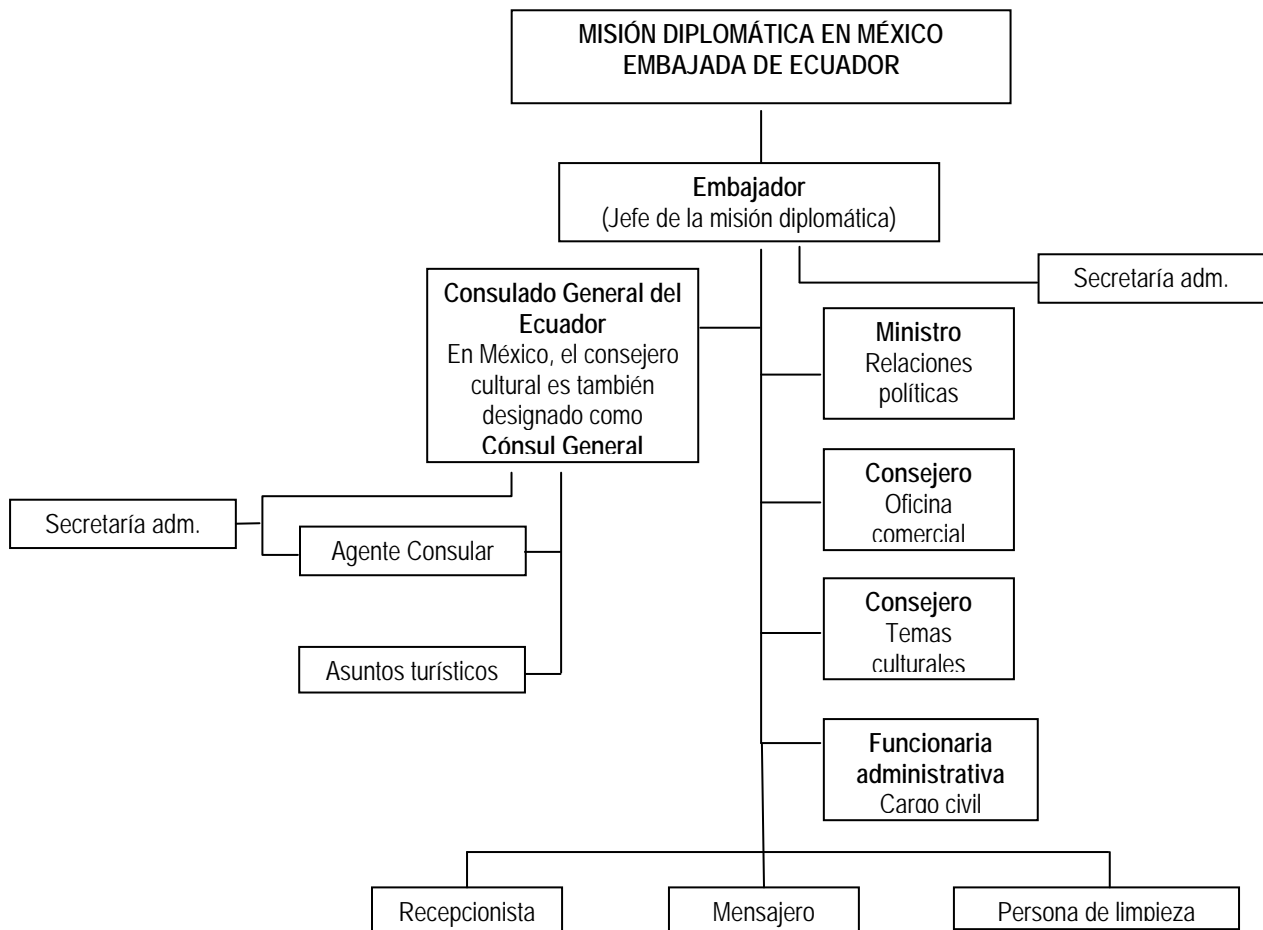 MISIÓN DIPLOMÁTICA EN MÉXICO
EMBAJADA DE ECUADOR
Embajador
(Jefe de la misión diplomática)
Secretaría adm.
Consulado General del
Ecuador
En México, el consejero
cultural es también
designado como
Cónsul General
Ministro
Relaciones
políticas
Consejero
Oficina
comercial
Secretaría adm.
Agente Consular
Consejero
Temas
culturales
Asuntos turísticos
Funcionaria
administrativa
Cargo civil
Recepcionista
Mensajero
Persona de limpieza